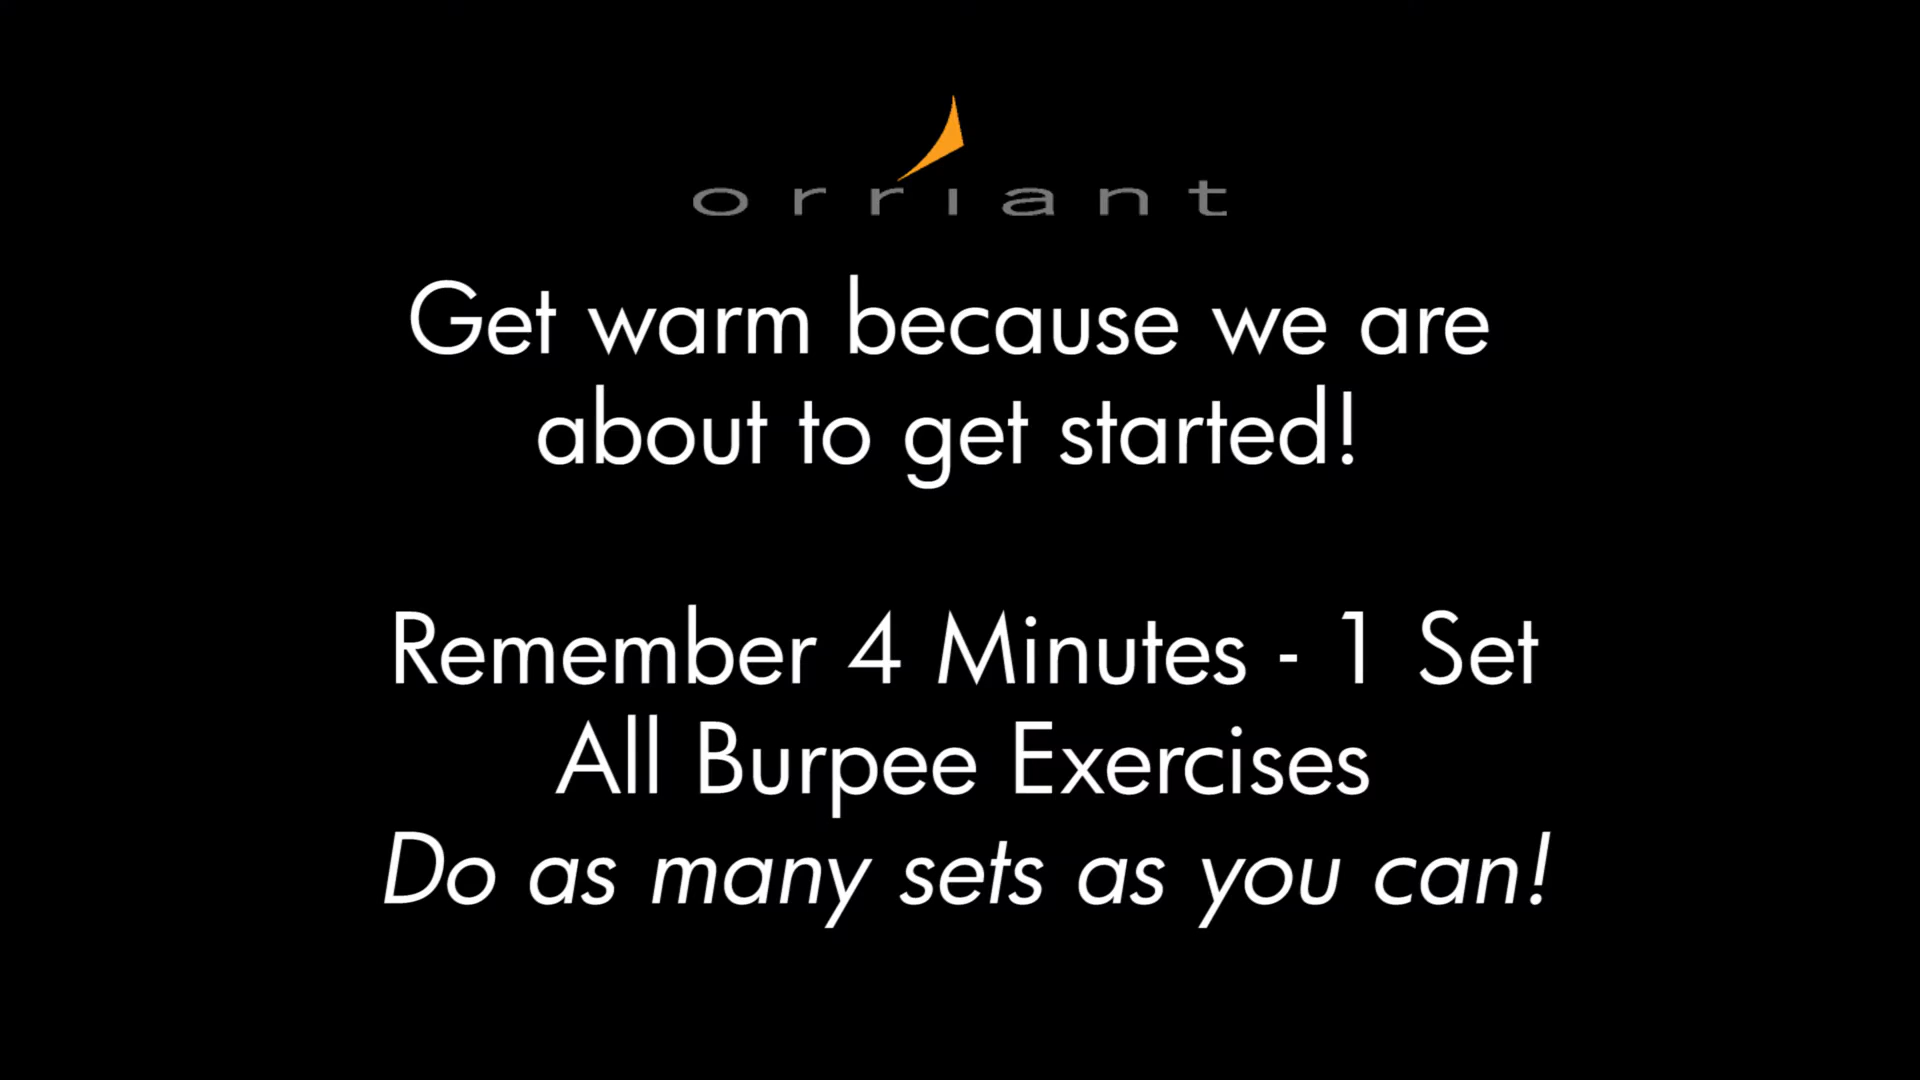 orriant
Get warm because we are
about to get started!
Remember 4 Minutes - 1 Set
All Burpee Exercises
Do as many sets as you can!